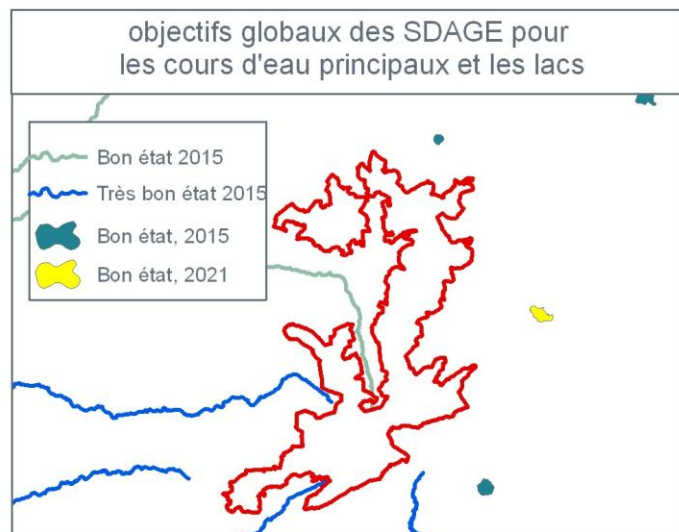 objectifs globaux des SDAGE pour
les cours d'eau principaux et les lacs
Bon état 2015
Très bon état 2015
Bon état, 2015
Bon état, 2021